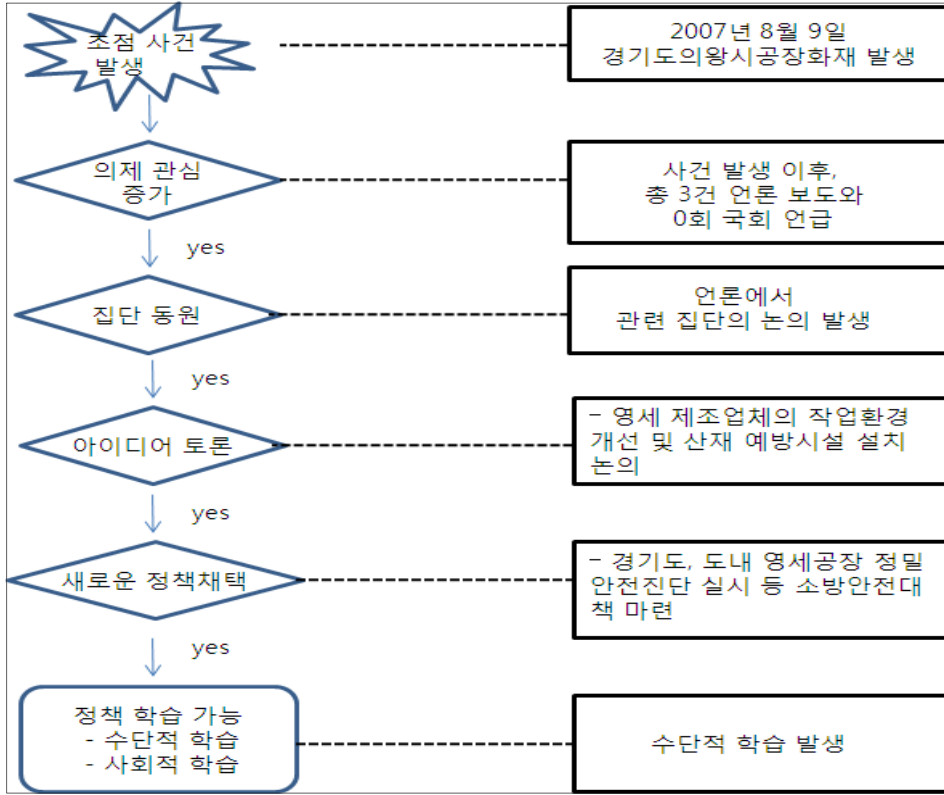 초점 사건
발생
2007년 8월 9일
경기도의왕시공장화재 발생
의제 관심
증가
사건 발생 이후,
총 3건 언론 보도와
0회 국회 언급
yes
집단 동원
언론에서
관련 집단의 논의 발생
yes
아이디어 토론
- 영세 제조업체의 작업환경
개선 및 산재 예방시설 설치
논의
yes
새로운 정책채택
- 경기도, 도내 영세공장 정밀
안전진단 실시 등 소방안전대
책 마련
yes
정책 학습 가능
- 수단적 학습
- 사회적 학습
수단적 학습 발생